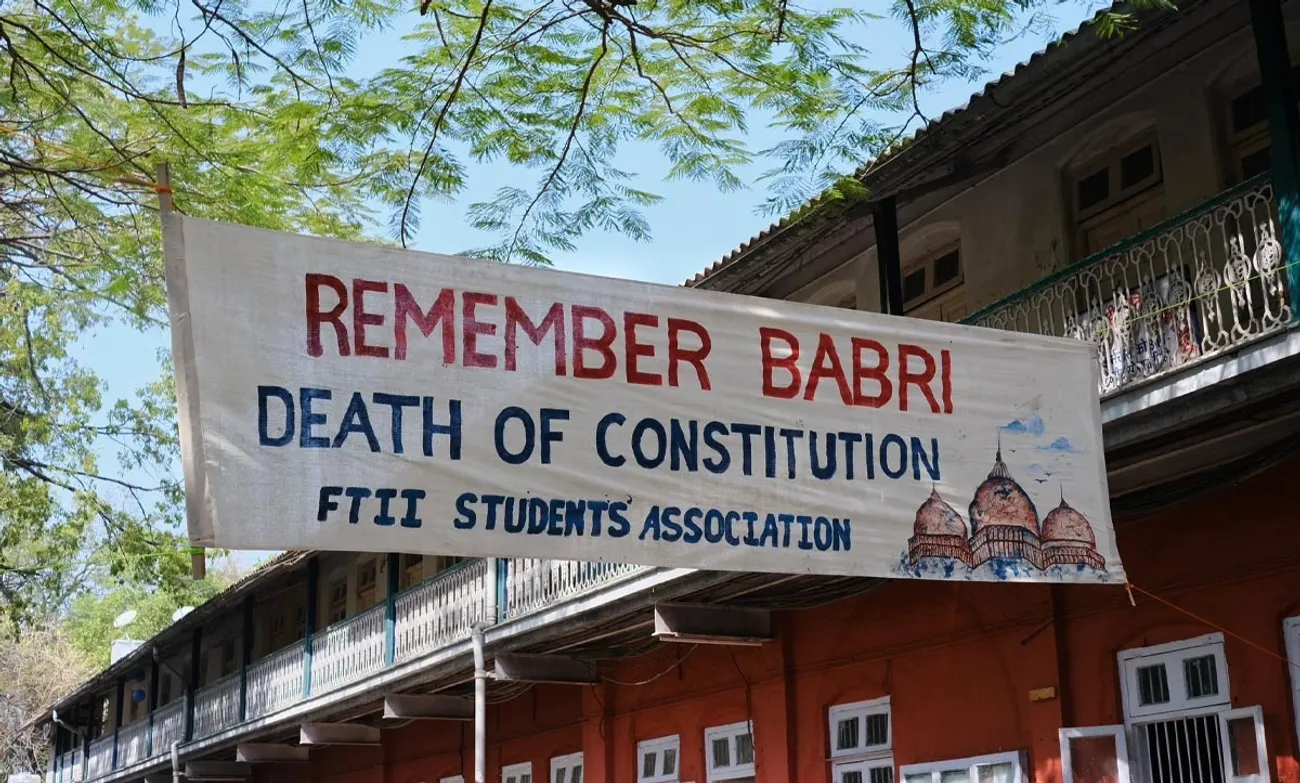 REMEMBER BABRI
DEATH OF CONSTITUTION
FTII STUDENTS' ASSOCIATION